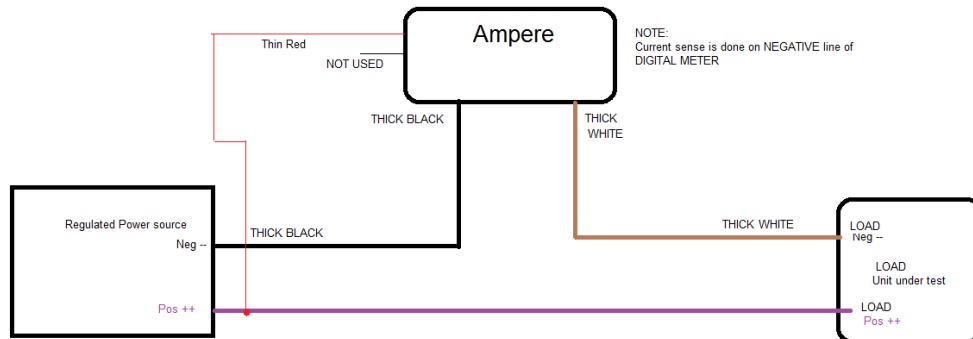 Ampere
NOTE:
Current sense is done on NEGATIVE line of
DIGITAL METER
Thin Red
NOT USED
THICK BLACK
THICK
WHITE
Regulated Power source
Neg --
THICK BLACK
THICK WHITE
LOAD
Neg --
LOAD
Unit under test
Pos ++
LOAD
Pos ++